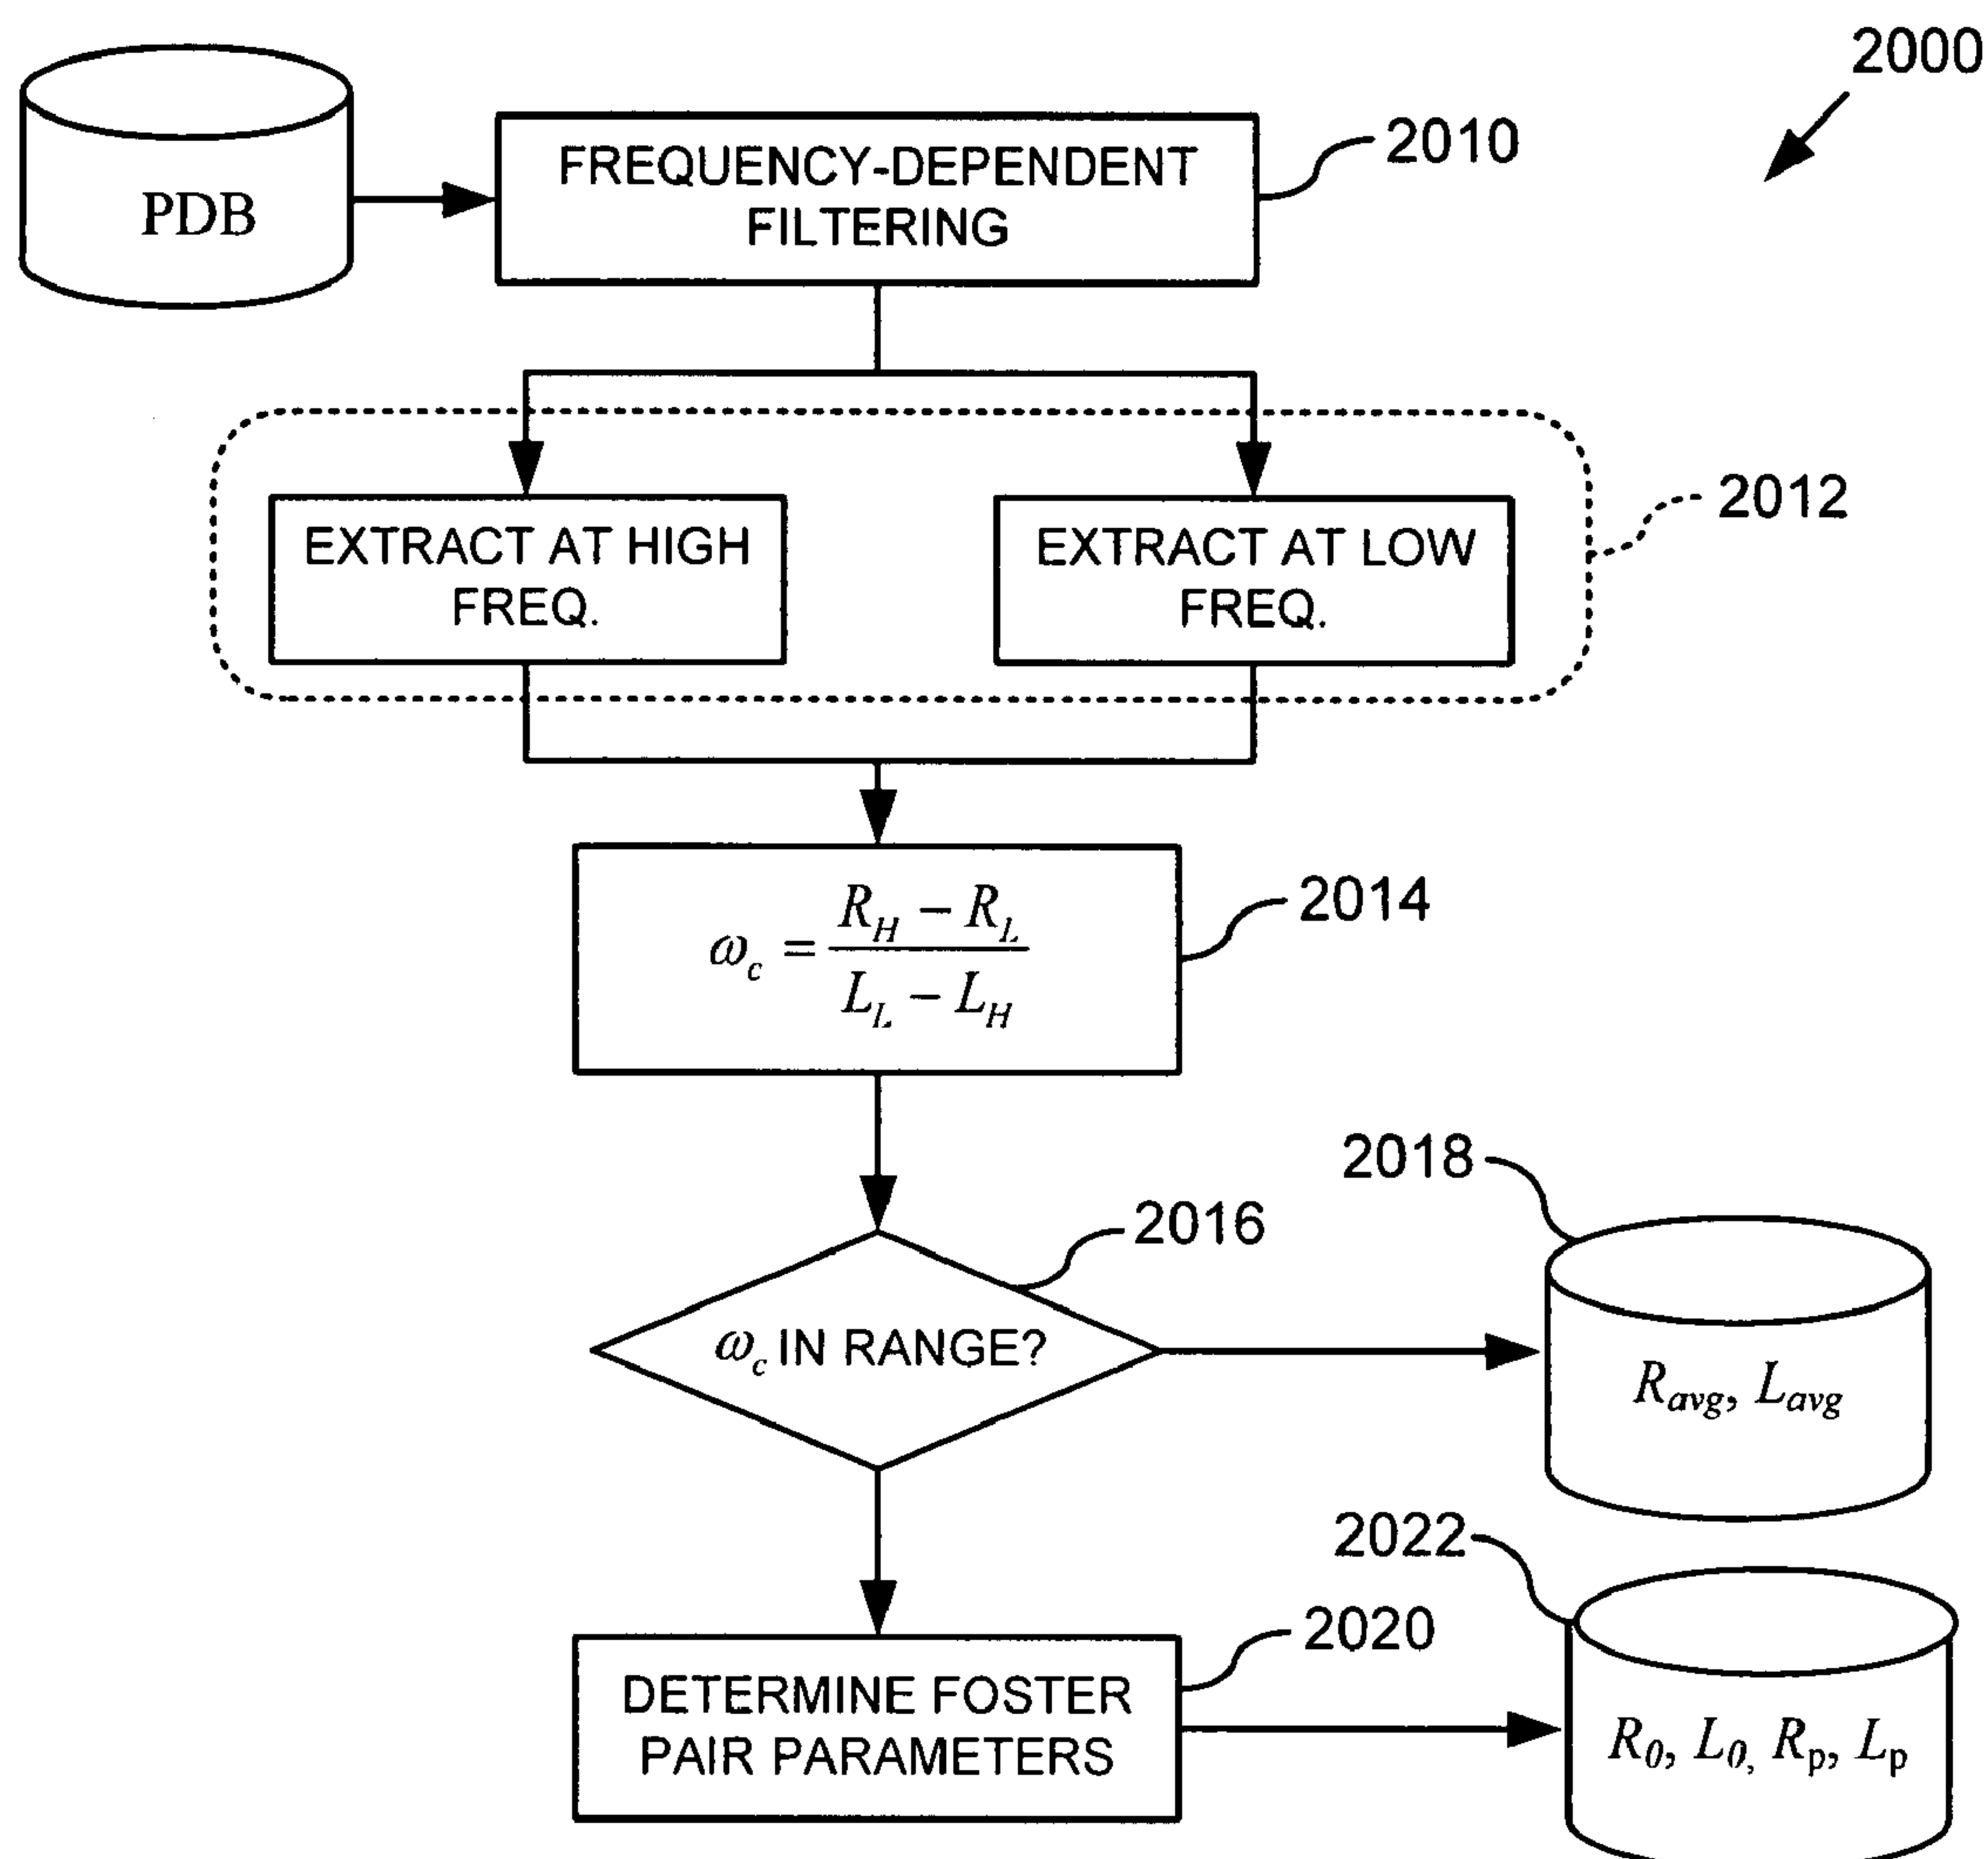 2000
PDB
FREQUENCY-DEPENDENT
FILTERING
2010
EXTRACT AT HIGH
FREQ.
EXTRACT AT LOW
FREQ.
2012
ω_c = (R_H − R_L) / (L_L − L_H)
2014
ω_c IN RANGE?
2016
2018
R_avg, L_avg
DETERMINE FOSTER
PAIR PARAMETERS
2020
2022
R_0, L_0, R_p, L_p